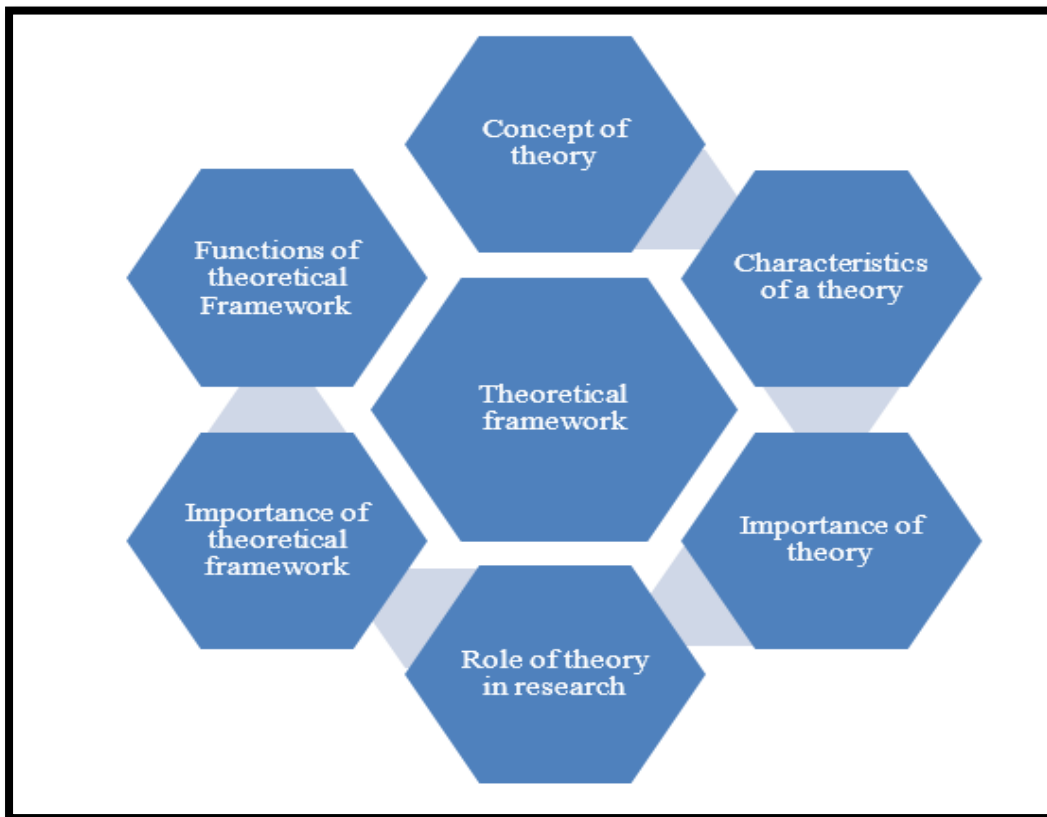 Concept of
theory
Characteristics
of a theory
Importance of
theory
Role of theory
in research
Importance of
theoretical
framework
Functions of
theoretical
Framework
Theoretical
framework